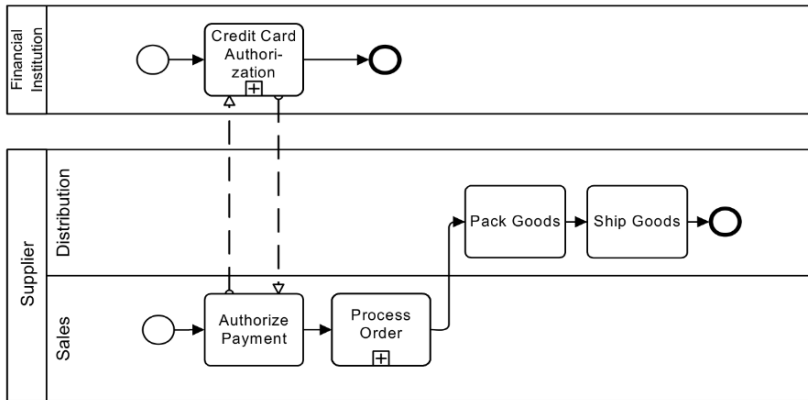 Financial
Institution
Credit Card
Authori-
zation
Supplier
Distribution
Pack Goods
Ship Goods
Sales
Authorize
Payment
Process
Order